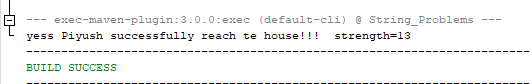 --- exec-maven-plugin:3.0.0:exec (default-cli) @ String_Problems ---
yess Piyush successfully reach te house!!!  strength=13
------------------------------------------------------------------------
BUILD SUCCESS
------------------------------------------------------------------------